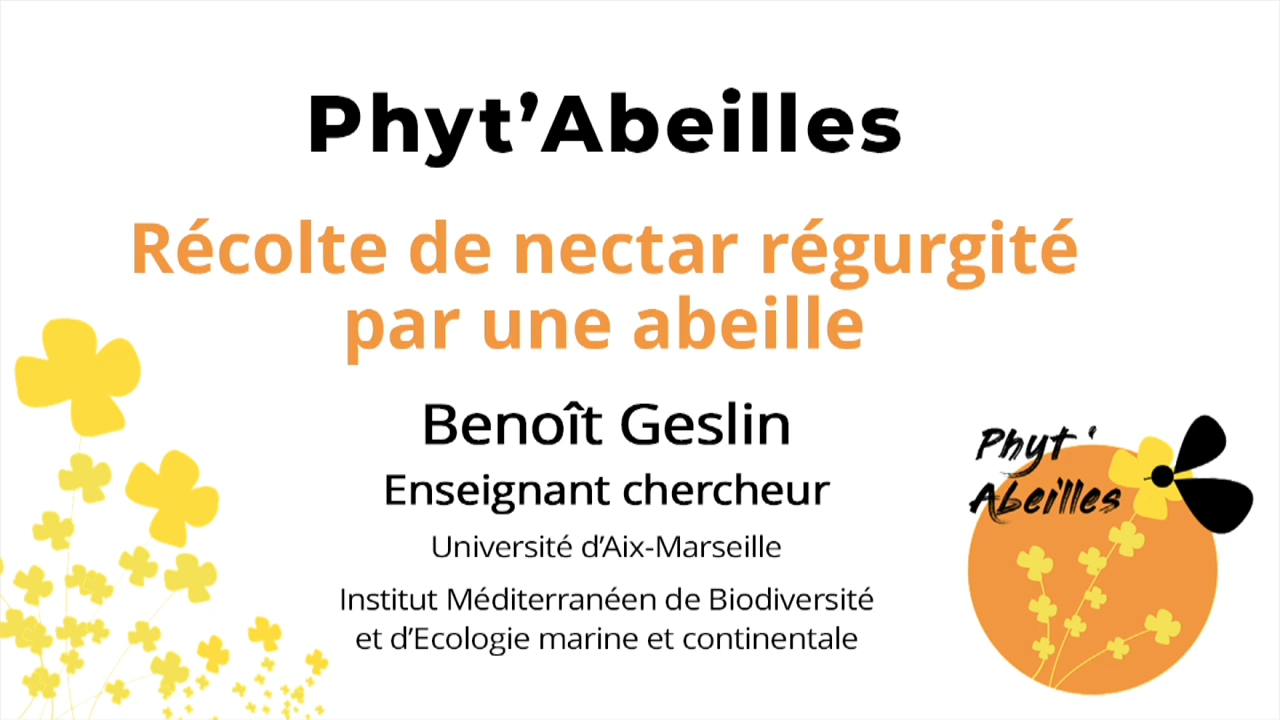 Phyt’Abeilles
Récolte de nectar régurgité
par une abeille
Benoît Geslin
Enseignant chercheur
Université d’Aix-Marseille
Institut Méditerranéen de Biodiversité
et d’Ecologie marine et continentale
Phyt '
Abeilles